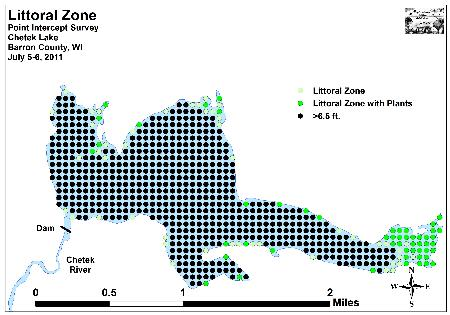 Littoral Zone
Point Intercept Survey
Chetek Lake
Barron County, WI
July 5-6, 2011
Littoral Zone
Littoral Zone with Plants
>6.5 ft.
Dam
Chetek
River
N
W E
S
0 0.5 1 2
Miles